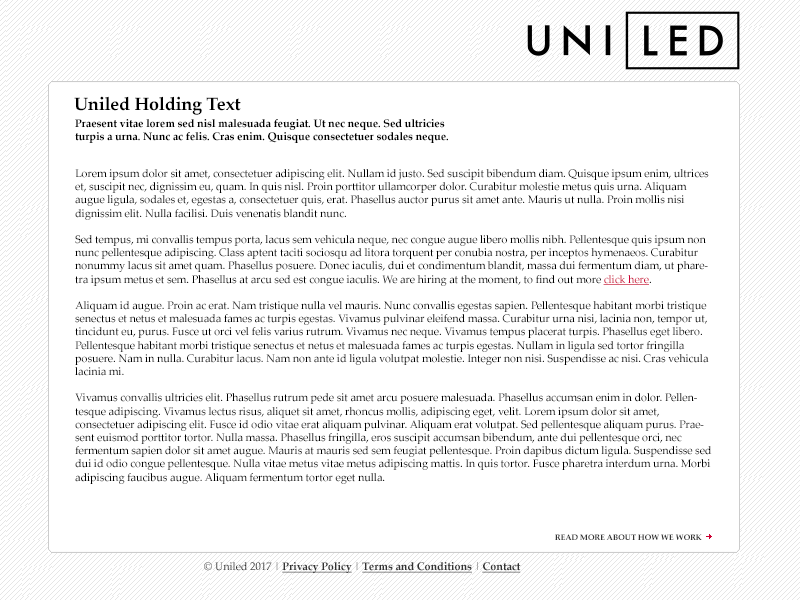 UNI LED
Uniled Holding Text
Praesent vitae lorem sed nisl malesuada feugiat. Ut nec neque. Sed ultricies
turpis a urna. Nunc ac felis. Cras enim. Quisque consectetuer sodales neque.
Lorem ipsum dolor sit amet, consectetuer adipiscing elit. Nullam id justo. Sed suscipit bibendum diam. Quisque ipsum enim, ultrices
et, suscipit nec, dignissim eu, quam. In quis nisl. Proin porttitor ullamcorper dolor. Curabitur molestie metus quis urna. Aliquam
augue ligula, sodales et, egestas a, consectetuer quis, erat. Phasellus auctor purus sit amet ante. Mauris ut nulla. Proin mollis nisi
dignissim elit. Nulla facilisi. Duis venenatis blandit nunc.
Sed tempus, mi convallis tempus porta, lacus sem vehicula neque, nec congue augue libero mollis nibh. Pellentesque quis ipsum non
nunc pellentesque adipiscing. Class aptent taciti sociosqu ad litora torquent per conubia nostra, per inceptos hymenaeos. Curabitur
nonummy lacus sit amet quam. Phasellus posuere. Donec iaculis, dui et condimentum blandit, massa dui fermentum diam, ut phare-
tra ipsum metus et sem. Phasellus at arcu sed est congue iaculis. We are hiring at the moment, to find out more click here.
Aliquam id augue. Proin ac erat. Nam tristique nulla vel mauris. Nunc convallis egestas sapien. Pellentesque habitant morbi tristique
senectus et netus et malesuada fames ac turpis egestas. Vivamus pulvinar eleifend massa. Curabitur urna nisi, lacinia non, tempor ut,
tincidunt eu, purus. Fusce ut orci vel felis varius rutrum. Vivamus nec neque. Vivamus tempus placerat turpis. Phasellus eget libero.
Pellentesque habitant morbi tristique senectus et netus et malesuada fames ac turpis egestas. Nullam in ligula sed tortor fringilla
posuere. Nam in nulla. Curabitur lacus. Nam non ante id ligula volutpat molestie. Integer non nisi. Suspendisse ac nisi. Cras vehicula
lacinia mi.
Vivamus convallis ultricies elit. Phasellus rutrum pede sit amet arcu posuere malesuada. Phasellus accumsan enim in dolor. Pellen-
tesque adipiscing. Vivamus lectus risus, aliquet sit amet, rhoncus mollis, adipiscing eget, velit. Lorem ipsum dolor sit amet,
consectetuer adipiscing elit. Fusce id odio vitae erat aliquam pulvinar. Aliquam erat volutpat. Sed pellentesque aliquam purus. Prae-
sent euismod porttitor tortor. Nulla massa. Phasellus fringilla, eros suscipit accumsan bibendum, ante dui pellentesque orci, nec
fermentum sapien dolor sit amet augue. Mauris at mauris sed sem feugiat pellentesque. Proin dapibus dictum ligula. Suspendisse sed
dui id odio congue pellentesque. Nulla vitae metus vitae metus adipiscing mattis. In quis tortor. Fusce pharetra interdum urna. Morbi
adipiscing faucibus augue. Aliquam fermentum tortor eget nulla.
READ MORE ABOUT HOW WE WORK →
© Uniled 2017 | Privacy Policy | Terms and Conditions | Contact